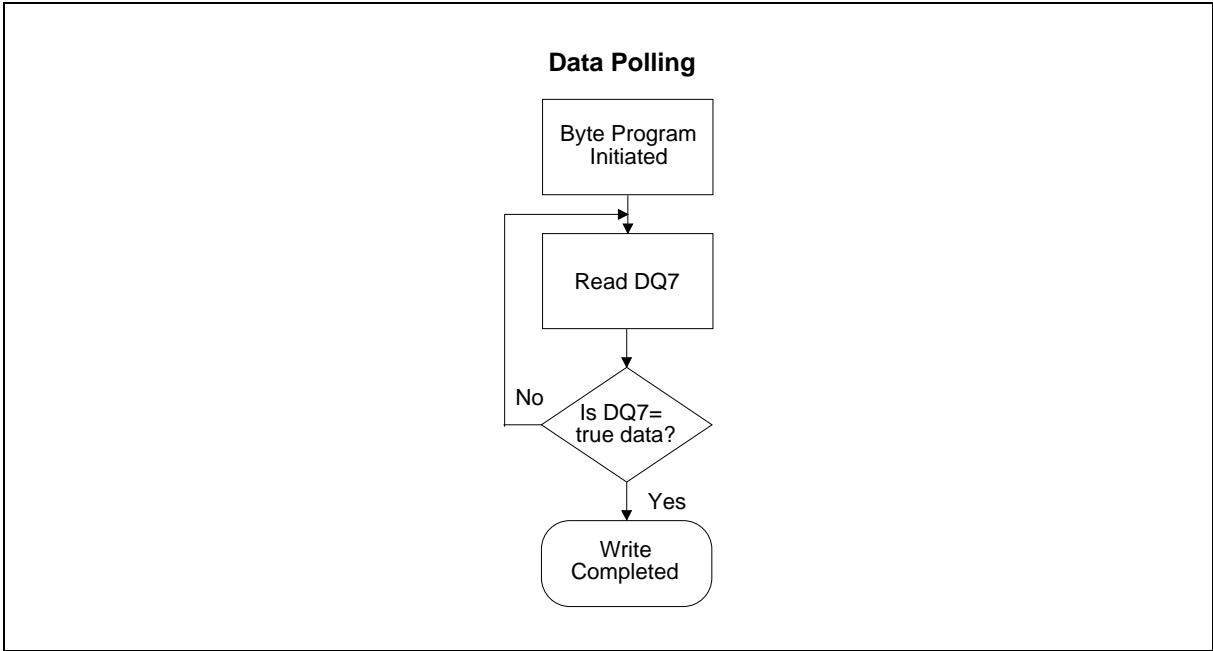 Data Polling
Byte Program
Initiated
Read DQ7
No
Is DQ7=
true data?
Yes
Write
Completed